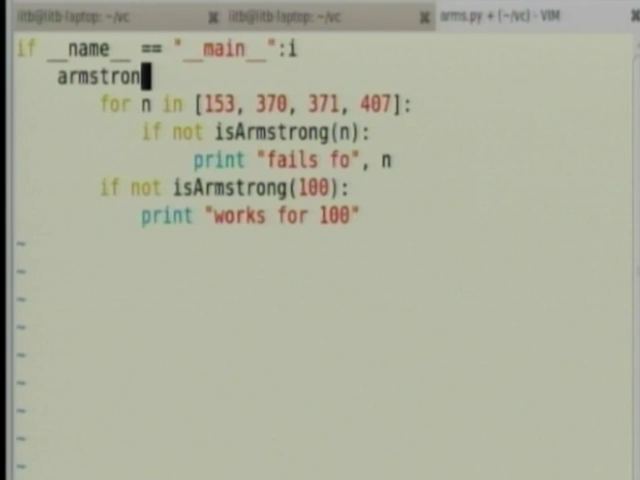 iitb@iitb-laptop: ~/vc iitb@iitb-laptop: ~/vc arms.py + (~/vc) - VIM
if __name__ == "__main__":i
    armstron
        for n in [153, 370, 371, 407]:
            if not isArmstrong(n):
                print "fails fo", n
        if not isArmstrong(100):
            print "works for 100"
~
~
~
~
~
~
~
~
~